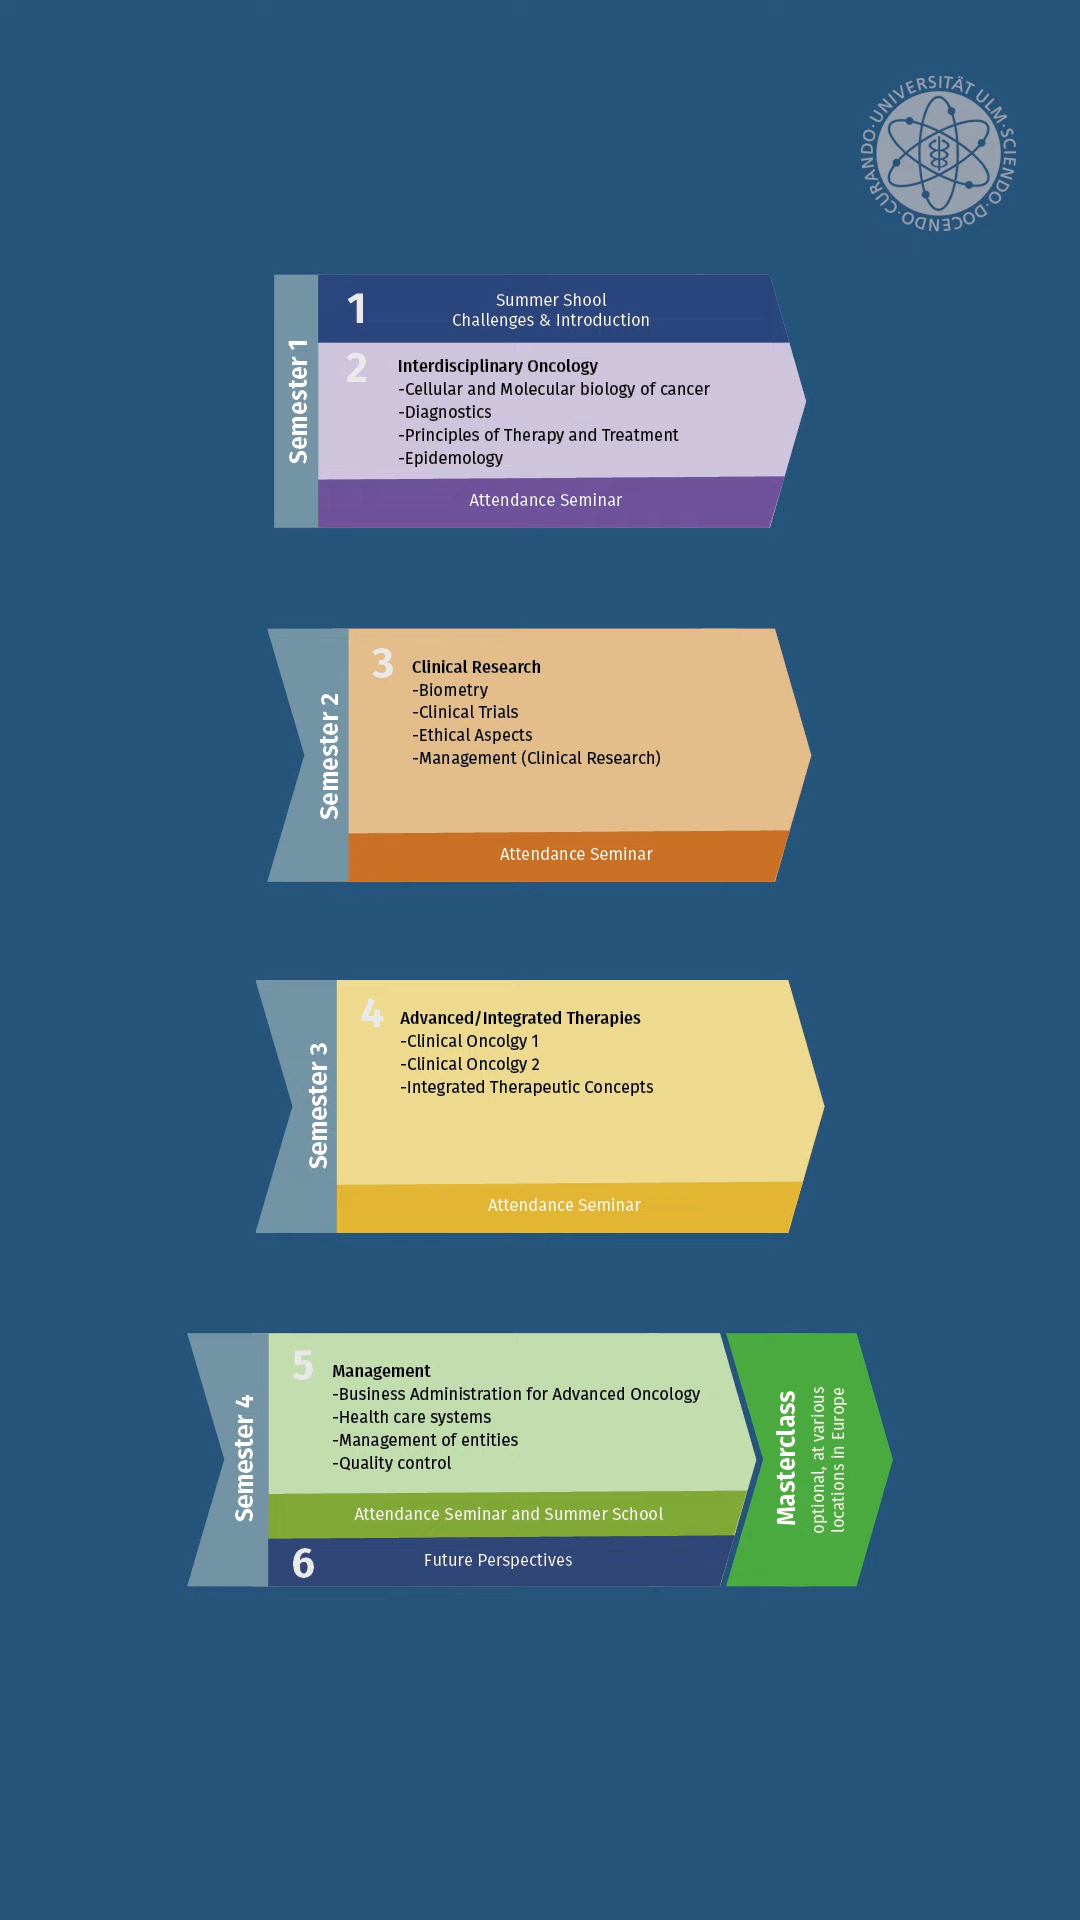 UNIVERSITÄT ULM · SCIENDO · DOCENDO · CURANDO ·
Semester 1
1
Summer Shool
Challenges & Introduction
2
Interdisciplinary Oncology
-Cellular and Molecular biology of cancer
-Diagnostics
-Principles of Therapy and Treatment
-Epidemology
Attendance Seminar
Semester 2
3
Clinical Research
-Biometry
-Clinical Trials
-Ethical Aspects
-Management (Clinical Research)
Attendance Seminar
Semester 3
4
Advanced/Integrated Therapies
-Clinical Oncolgy 1
-Clinical Oncolgy 2
-Integrated Therapeutic Concepts
Attendance Seminar
Semester 4
5
Management
-Business Administration for Advanced Oncology
-Health care systems
-Management of entities
-Quality control
Attendance Seminar and Summer School
6
Future Perspectives
Masterclass
optional, at various
locations in Europe